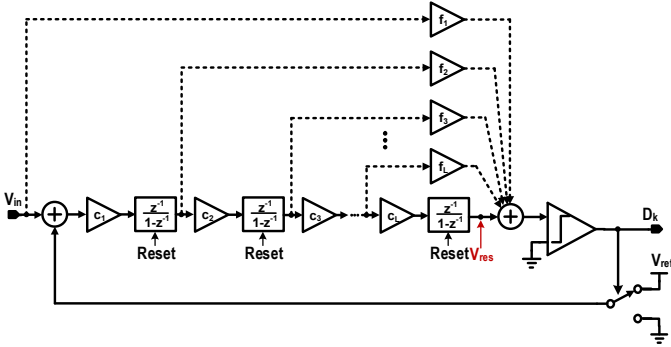 f1
f2
f3
fL
Vin
c1
z-1
1-z-1
c2
z-1
1-z-1
c3
cL
z-1
1-z-1
Dk
Reset
Reset
Reset
Vres
Vref